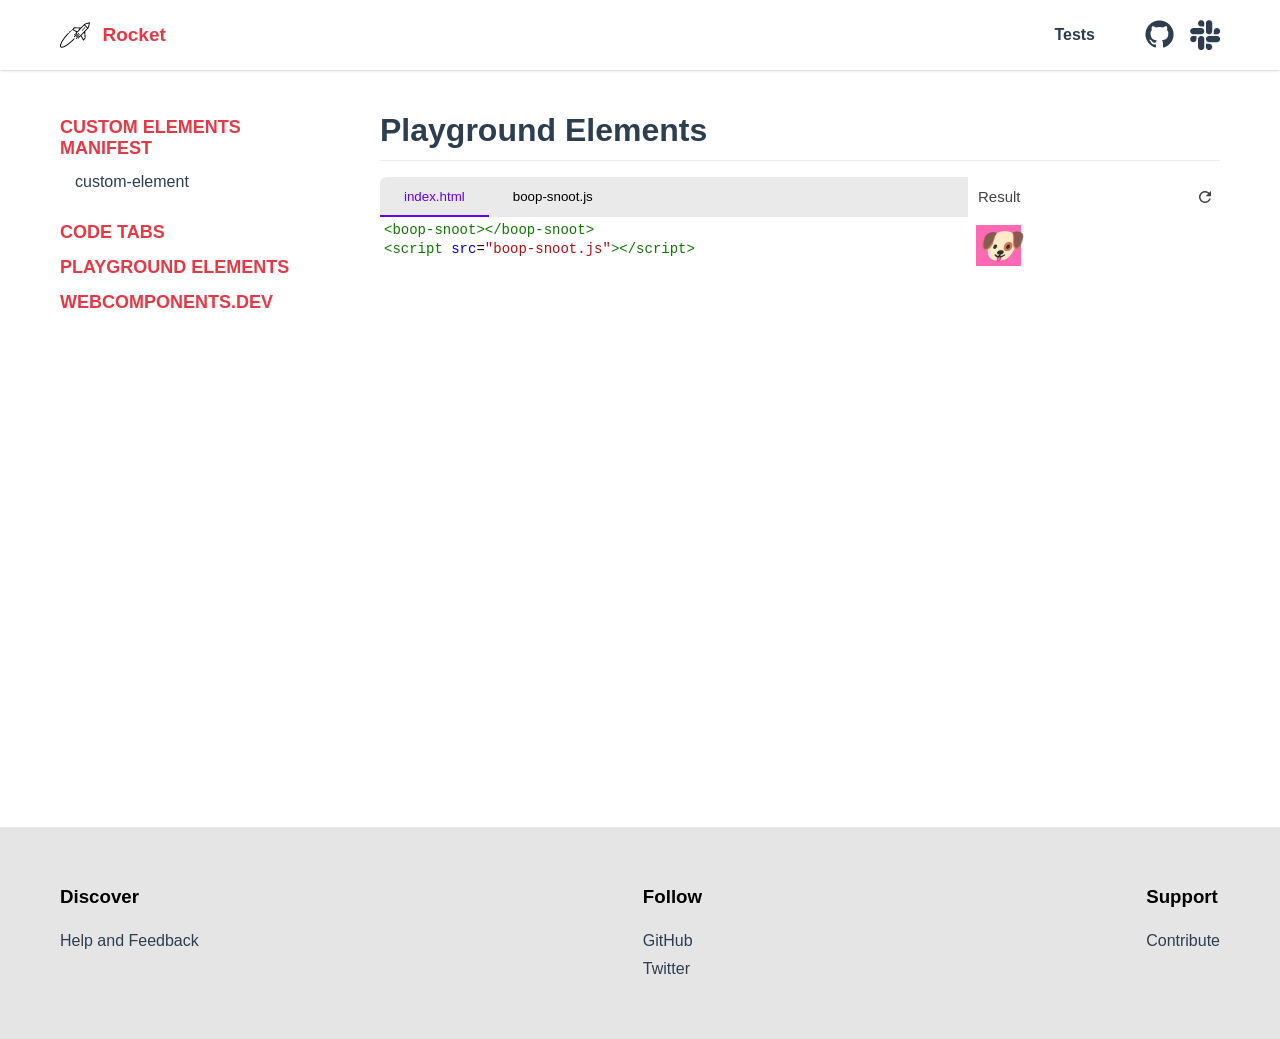 Rocket
Tests
CUSTOM ELEMENTS
MANIFEST
custom-element
CODE TABS
PLAYGROUND ELEMENTS
WEBCOMPONENTS.DEV
Playground Elements
index.html boop-snoot.js
Result
<boop-snoot></boop-snoot>
<script src="boop-snoot.js"></script>
Discover
Help and Feedback
Follow
GitHub
Twitter
Support
Contribute